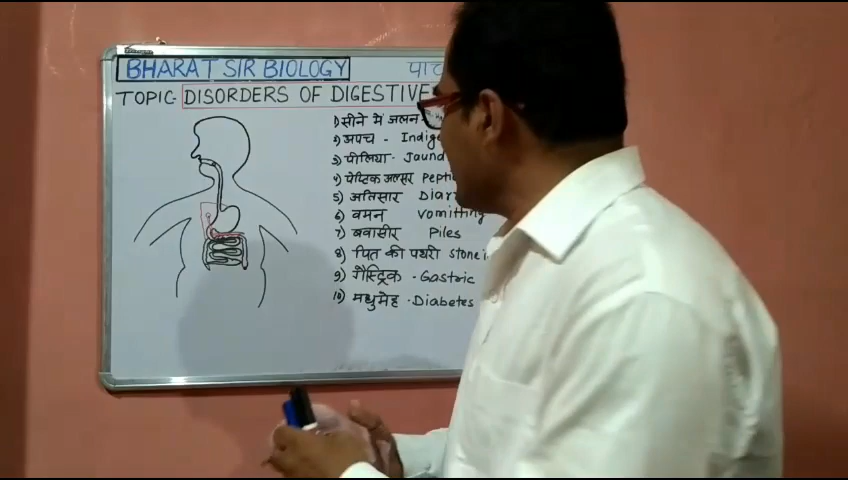 BHARAT SIR BIOLOGY पाच
TOPIC- DISORDERS OF DIGESTIVE
1) सीने में जलन -
2) अपच - Indige
3) पीलिया - Jaund
4) पेप्टिक अल्सर Pepti
5) अतिसार Diar
6) वमन Vomitting
7) बवासीर Piles
8) पित की पथरी Stone i
9) गैस्ट्रिक - Gastric
10) मधुमेह - Diabetes